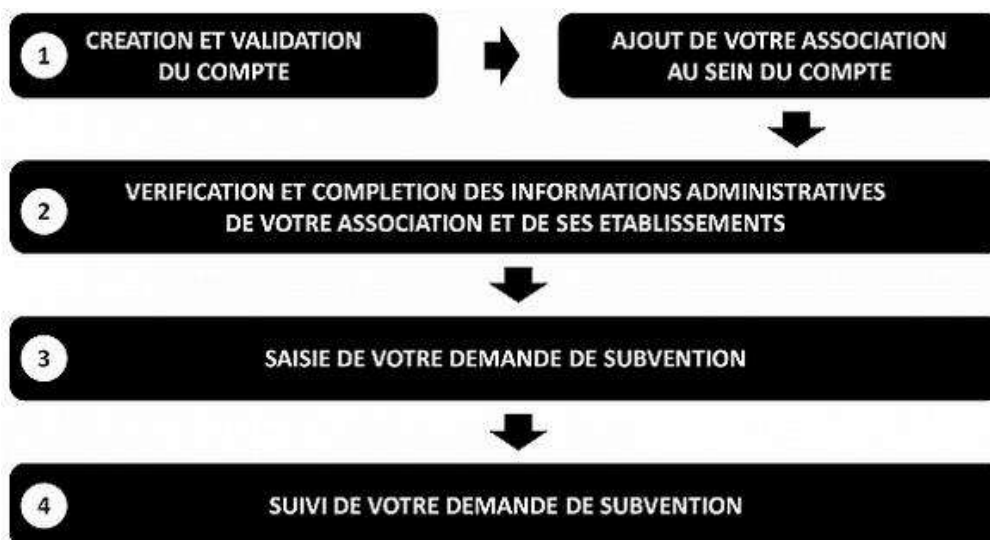 1
CREATION ET VALIDATION
DU COMPTE
AJOUT DE VOTRE ASSOCIATION
AU SEIN DU COMPTE
2
VERIFICATION ET COMPLETION DES INFORMATIONS ADMINISTRATIVES
DE VOTRE ASSOCIATION ET DE SES ETABLISSEMENTS
3
SAISIE DE VOTRE DEMANDE DE SUBVENTION
4
SUIVI DE VOTRE DEMANDE DE SUBVENTION